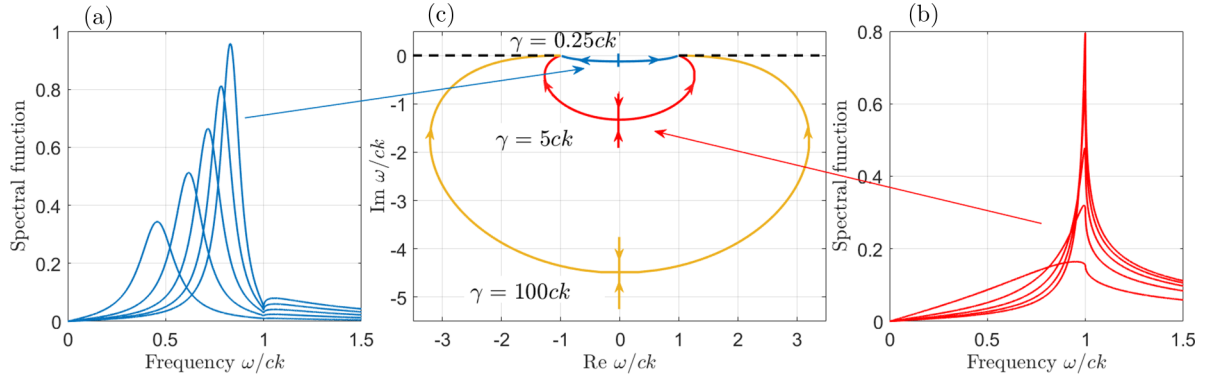 (a)
Spectral function
1
0.8
0.6
0.4
0.2
0
0
0.5
1
1.5
Frequency ω/ck
(c)
Im ω/ck
0
-1
-2
-3
-4
-5
γ = 0.25ck
γ = 5ck
γ = 100ck
-3
-2
-1
0
1
2
3
Re ω/ck
(b)
Spectral function
0.8
0.6
0.4
0.2
0
0
0.5
1
1.5
Frequency ω/ck